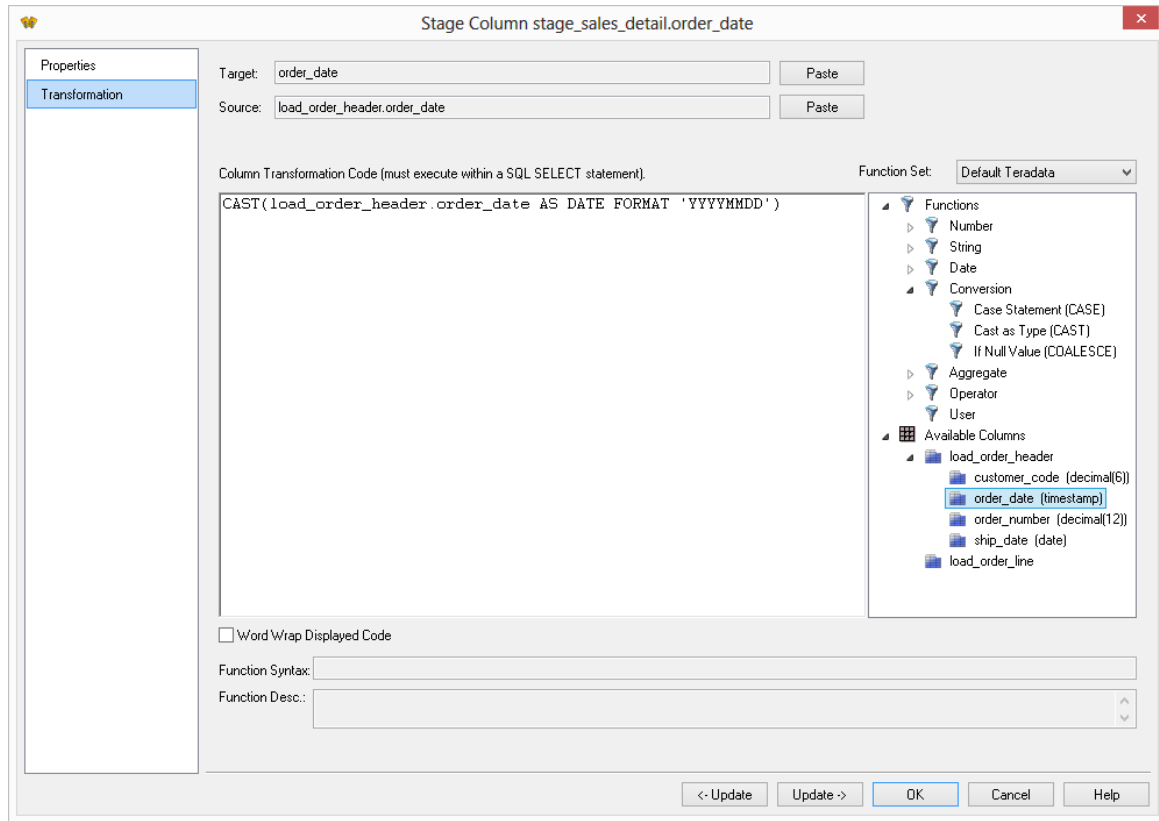 Stage Column stage_sales_detail.order_date
Properties
Transformation
Target: order_date Paste
Source: load_order_header.order_date Paste
Column Transformation Code (must execute within a SQL SELECT statement).
Function Set: Default Teradata
CAST(load_order_header.order_date AS DATE FORMAT 'YYYYMMDD')
Functions
Number
String
Date
Conversion
Case Statement (CASE)
Cast as Type (CAST)
If Null Value (COALESCE)
Aggregate
Operator
User
Available Columns
load_order_header
customer_code (decimal(6))
order_date (timestamp)
order_number (decimal(12))
ship_date (date)
load_order_line
Word Wrap Displayed Code
Function Syntax:
Function Desc.:
<- Update Update -> OK Cancel Help